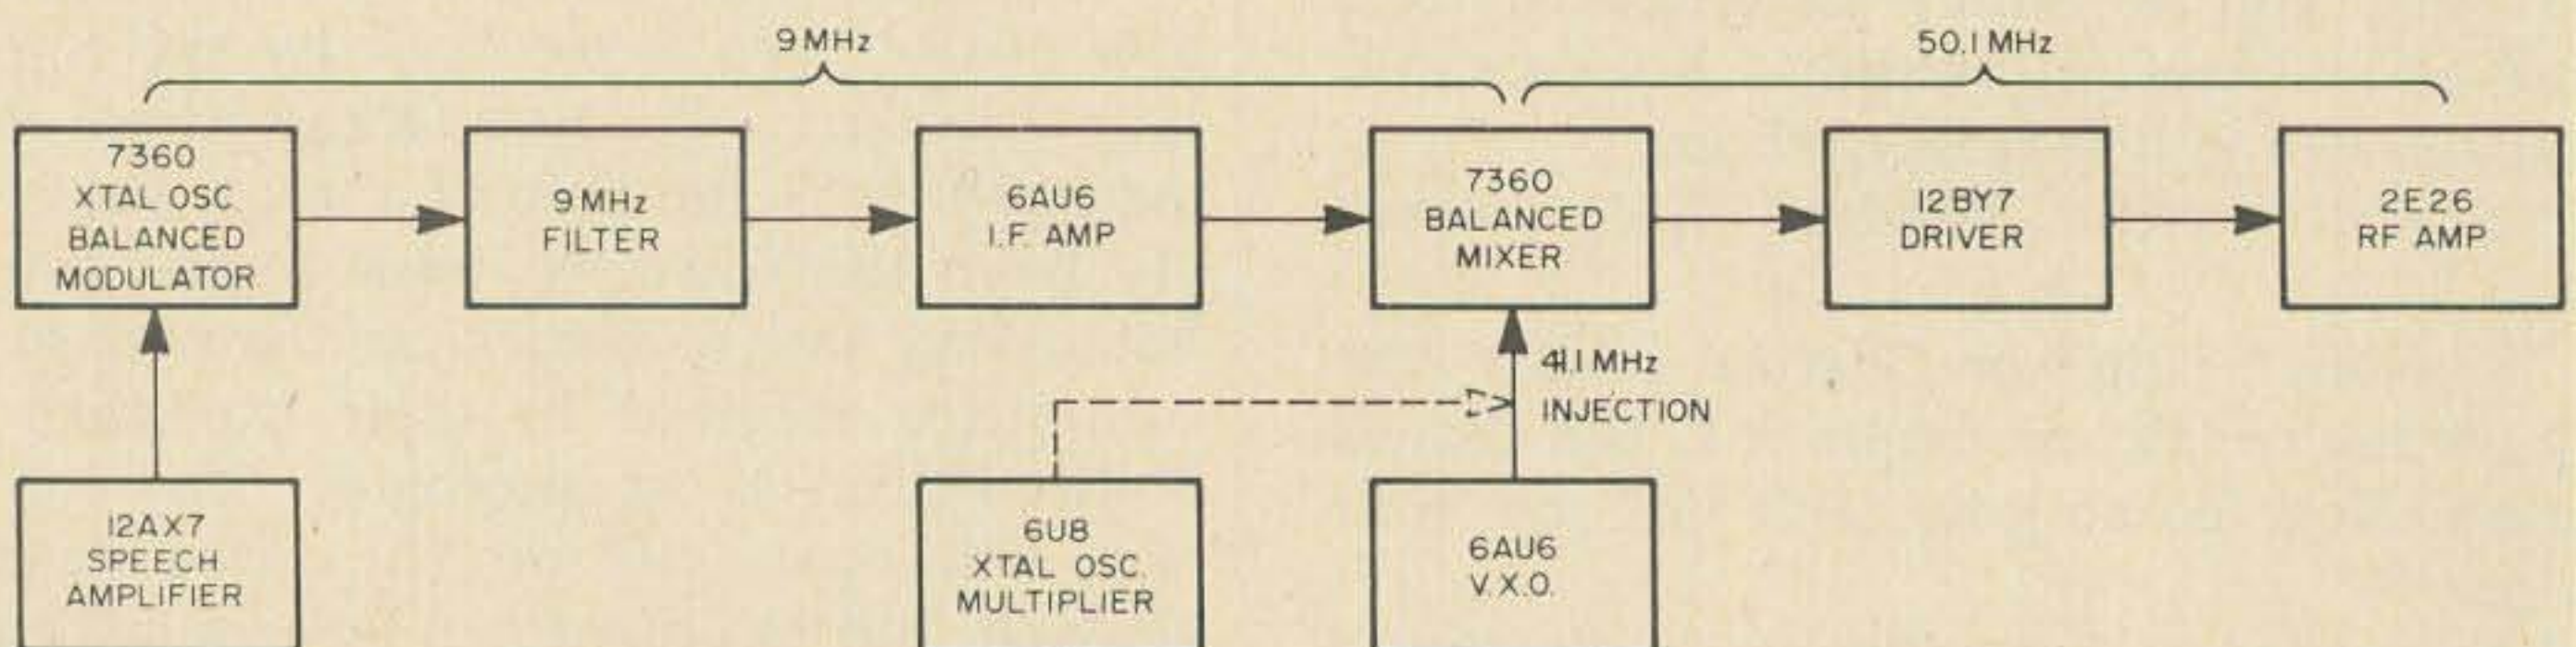 9 MHz
50.1 MHz
7360
XTAL OSC
BALANCED
MODULATOR
9 MHz
FILTER
6AU6
I.F. AMP
7360
BALANCED
MIXER
12BY7
DRIVER
2E26
RF AMP
41.1 MHz
INJECTION
12AX7
SPEECH
AMPLIFIER
6U8
XTAL OSC.
MULTIPLIER
6AU6
V.X.O.